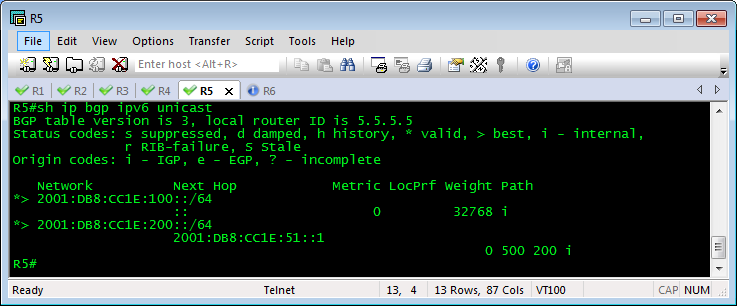 R5
File Edit View Options Transfer Script Tools Help
Enter host <Alt+R>
R1 R2 R3 R4 R5 R6
R5#sh ip bgp ipv6 unicast
BGP table version is 3, local router ID is 5.5.5.5
Status codes: s suppressed, d damped, h history, * valid, > best, i - internal,
r RIB-failure, S Stale
Origin codes: i - IGP, e - EGP, ? - incomplete
Network Next Hop Metric LocPrf Weight Path
*> 2001:DB8:CC1E:100::/64
:: 0 32768 i
*> 2001:DB8:CC1E:200::/64
2001:DB8:CC1E:51::1
0 500 200 i
R5#
Ready Telnet 13, 4 13 Rows, 87 Cols VT100 CAP NUM